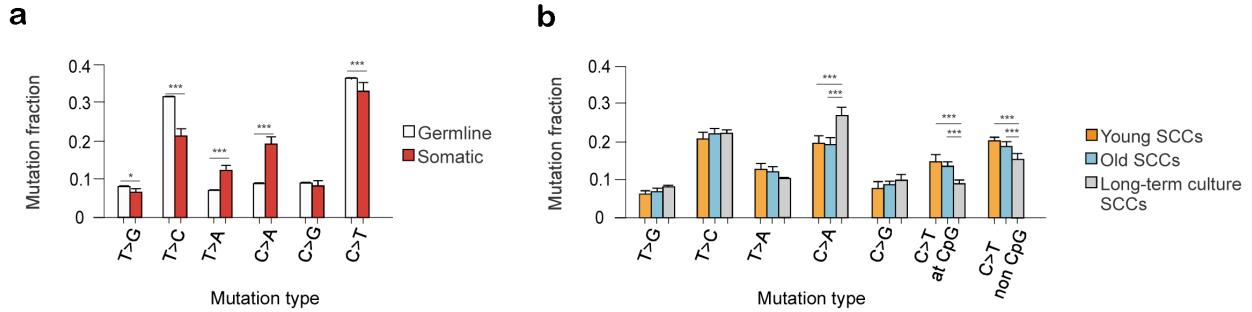 a
Mutation fraction
0.4
0.3
0.2
0.1
0
*
***
***
***
***
T>G
T>C
T>A
C>A
C>G
C>T
Mutation type
Germline
Somatic
b
Mutation fraction
0.4
0.3
0.2
0.1
0
***
***
***
***
***
***
T>G
T>C
T>A
C>A
C>G
C>T
at CpG
C>T
non CpG
Mutation type
Young SCCs
Old SCCs
Long-term culture
SCCs